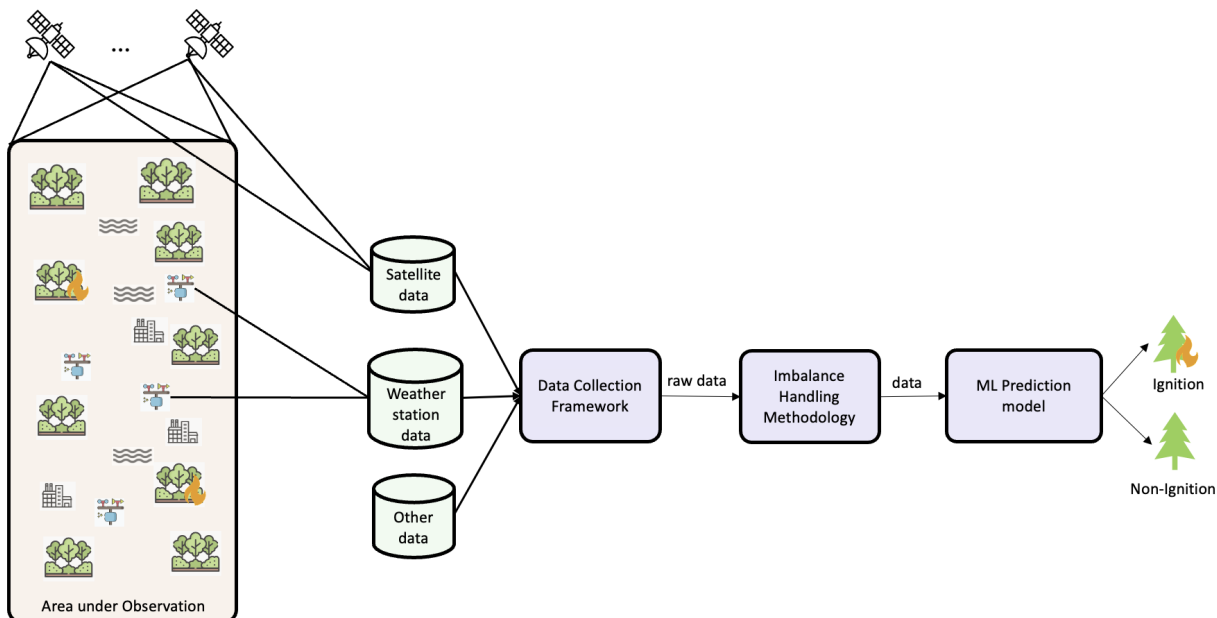 ...
Satellite
data
Weather
station
data
Other
data
Data Collection
Framework
raw data
Imbalance
Handling
Methodology
data
ML Prediction
model
Ignition
Non-Ignition
Area under Observation